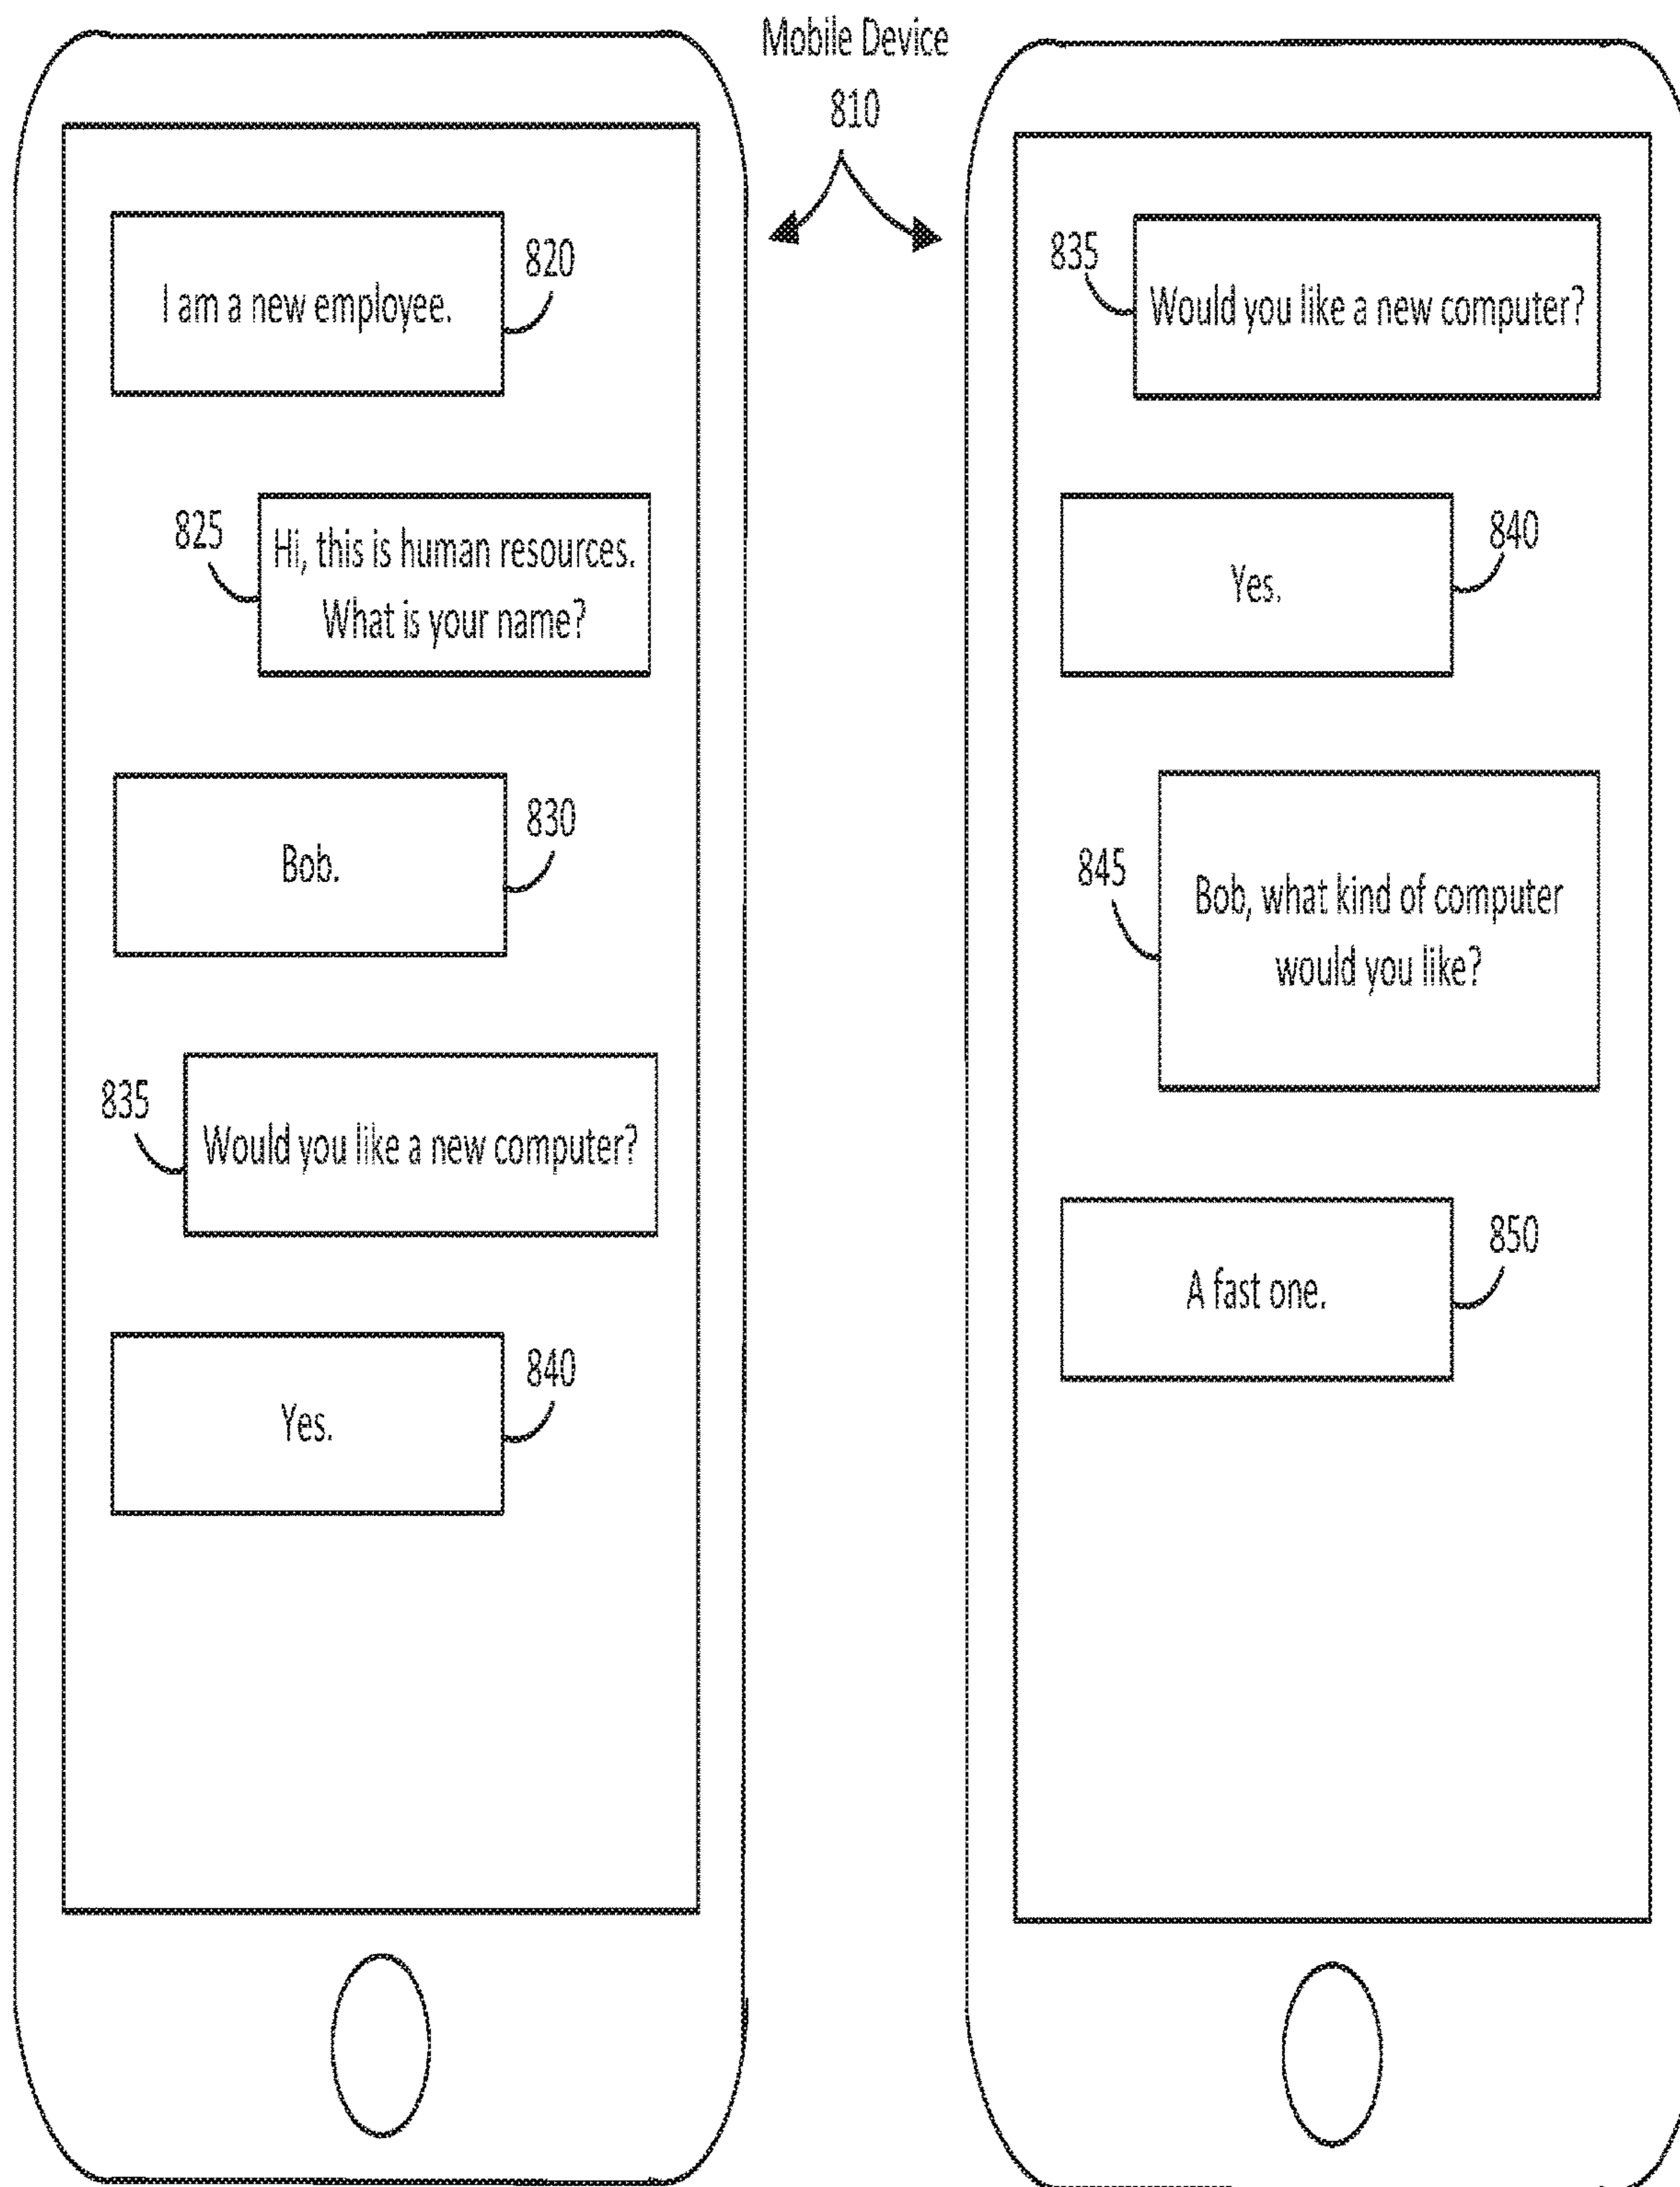 Mobile Device
810
I am a new employee.
820
825
Hi, this is human resources.
What is your name?
Bob.
830
835
Would you like a new computer?
Yes.
840
835
Would you like a new computer?
Yes.
840
845
Bob, what kind of computer
would you like?
A fast one.
850